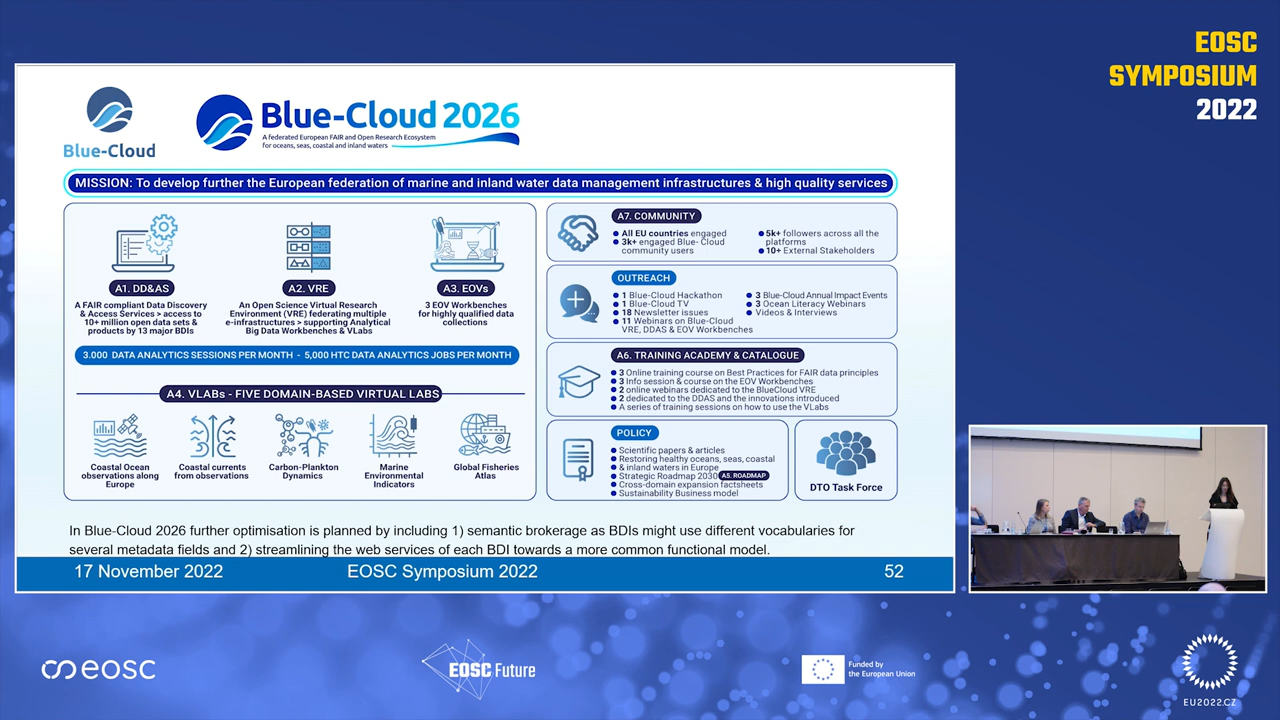 EOSC
SYMPOSIUM
2022
Blue-Cloud
Blue-Cloud 2026
A federated European FAIR and Open Research Ecosystem
for oceans, seas, coastal and inland waters
MISSION: To develop further the European federation of marine and inland water data management infrastructures & high quality services
A1. DD&AS
A FAIR compliant Data Discovery
& Access Services > access to
10+ million open data sets &
products by 13 major BDIs
A2. VRE
An Open Science Virtual Research
Environment (VRE) federating multiple
e-infrastructures > supporting Analytical
Big Data Workbenches & VLabs
A3. EOVs
3 EOV Workbenches
for highly qualified data
collections
3.000 DATA ANALYTICS SESSIONS PER MONTH - 5,000 HTC DATA ANALYTICS JOBS PER MONTH
A4. VLABs - FIVE DOMAIN-BASED VIRTUAL LABS
Coastal Ocean
observations along
Europe
Coastal currents
from observations
Carbon-Plankton
Dynamics
Marine
Environmental
Indicators
Global Fisheries
Atlas
A7. COMMUNITY
All EU countries engaged
3k+ engaged Blue- Cloud
community users
5k+ followers across all the
platforms
10+ External Stakeholders
OUTREACH
1 Blue-Cloud Hackathon
1 Blue-Cloud TV
18 Newsletter issues
11 Webinars on Blue-Cloud
VRE, DDAS & EOV Workbenches
3 Blue-Cloud Annual Impact Events
3 Ocean Literacy Webinars
Videos & Interviews
A6. TRAINING ACADEMY & CATALOGUE
3 Online training course on Best Practices for FAIR data principles
3 Info session & course on the EOV Workbenches
2 online webinars dedicated to the BlueCloud VRE
2 dedicated to the DDAS and the innovations introduced
A series of training sessions on how to use the VLabs
POLICY
Scientific papers & articles
Restoring healthy oceans, seas, coastal
& inland waters in Europe
Strategic Roadmap 2030 A5. ROADMAP
Cross-domain expansion factsheets
Sustainability Business model
DTO Task Force
In Blue-Cloud 2026 further optimisation is planned by including 1) semantic brokerage as BDIs might use different vocabularies for
several metadata fields and 2) streamlining the web services of each BDI towards a more common functional model.
17 November 2022 EOSC Symposium 2022 52
eosc
EOSC Future
Funded by
the European Union
EU2022.CZ